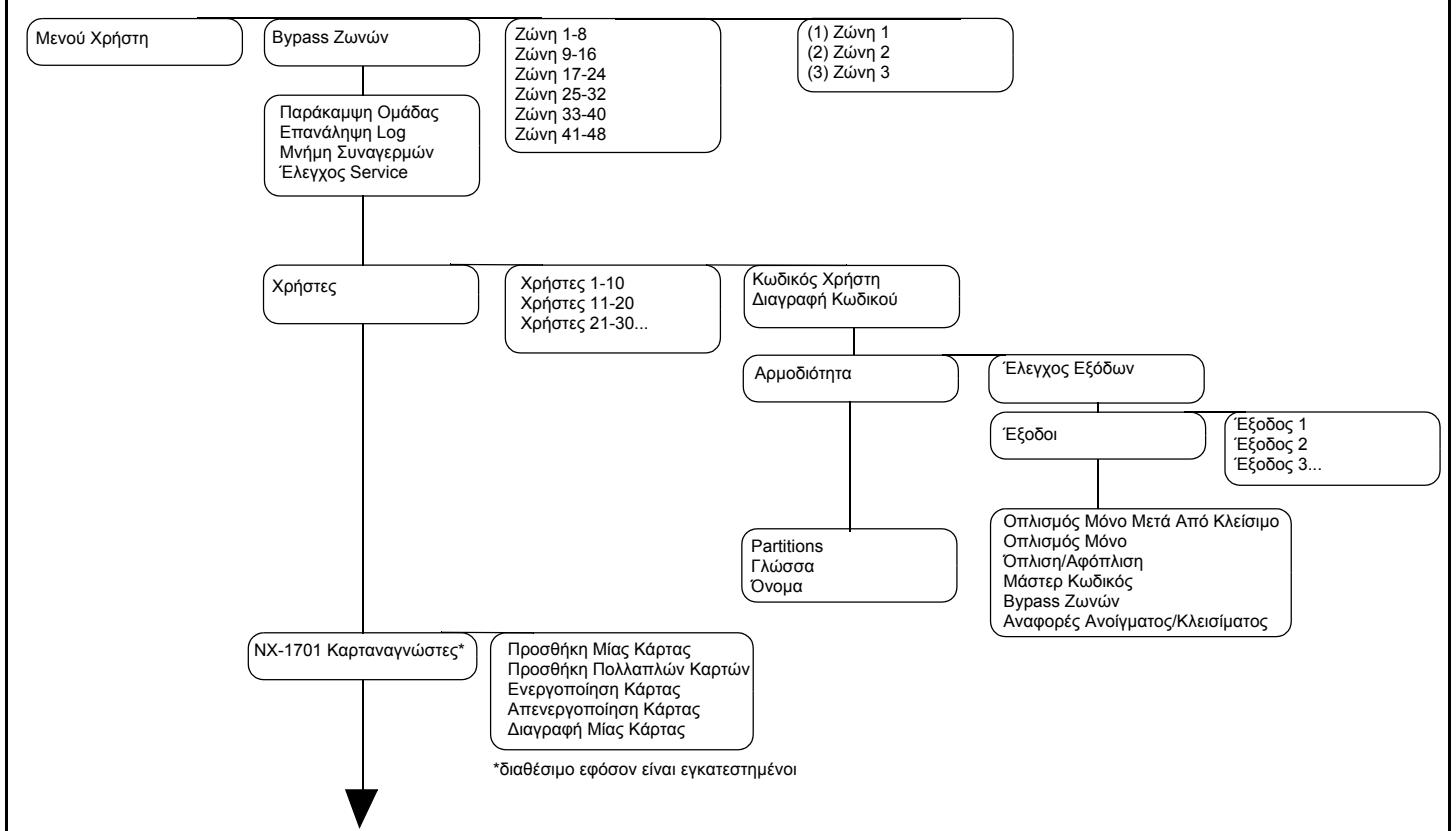 Μενού Χρήστη
Bypass Ζωνών
Ζώνη 1-8
Ζώνη 9-16
Ζώνη 17-24
Ζώνη 25-32
Ζώνη 33-40
Ζώνη 41-48
(1) Ζώνη 1
(2) Ζώνη 2
(3) Ζώνη 3
Παράκαμψη Ομάδας
Επανάληψη Log
Μνήμη Συναγερμών
Έλεγχος Service
Χρήστες
Χρήστες 1-10
Χρήστες 11-20
Χρήστες 21-30...
Κωδικός Χρήστη
Διαγραφή Κωδικού
Αρμοδιότητα
Έλεγχος Εξόδων
Έξοδοι
Έξοδος 1
Έξοδος 2
Έξοδος 3...
Οπλισμός Μόνο Μετά Από Κλείσιμο
Οπλισμός Μόνο
Όπλιση/Αφόπλιση
Μάστερ Κωδικός
Bypass Ζωνών
Αναφορές Ανοίγματος/Κλεισίματος
Partitions
Γλώσσα
Όνομα
NX-1701 Καρταναγνώστες*
Προσθήκη Μίας Κάρτας
Προσθήκη Πολλαπλών Καρτών
Ενεργοποίηση Κάρτας
Απενεργοποίηση Κάρτας
Διαγραφή Μίας Κάρτας
*διαθέσιμο εφόσον είναι εγκατεστημένοι